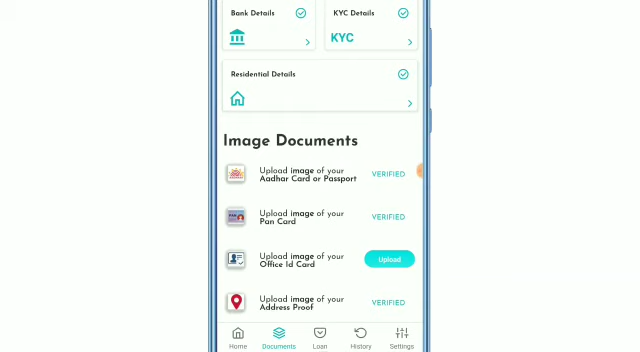 Bank Details
KYC Details
KYC
Residential Details
Image Documents
Upload image of your
Aadhar Card or Passport
VERIFIED
Upload image of your
Pan Card
VERIFIED
Upload image of your
Office Id Card
Upload
Upload image of your
Address Proof
VERIFIED
Home
Documents
Loan
History
Settings